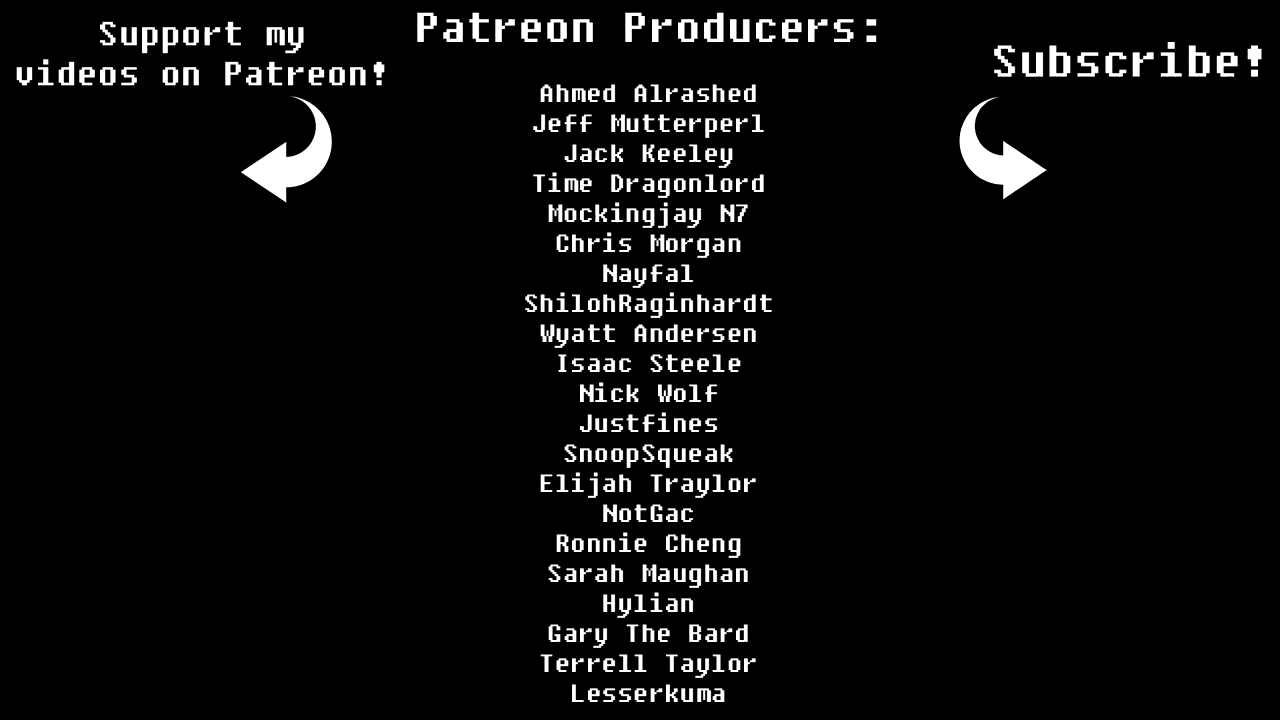 Support my
videos on Patreon!
Patreon Producers:
Subscribe!
Ahmed Alrashed
Jeff Mutterperl
Jack Keeley
Time Dragonlord
Mockingjay N7
Chris Morgan
Nayfal
ShilohRaginhardt
Wyatt Andersen
Isaac Steele
Nick Wolf
Justfines
SnoopSqueak
Elijah Traylor
NotGac
Ronnie Cheng
Sarah Maughan
Hylian
Gary The Bard
Terrell Taylor
Lesserkuma